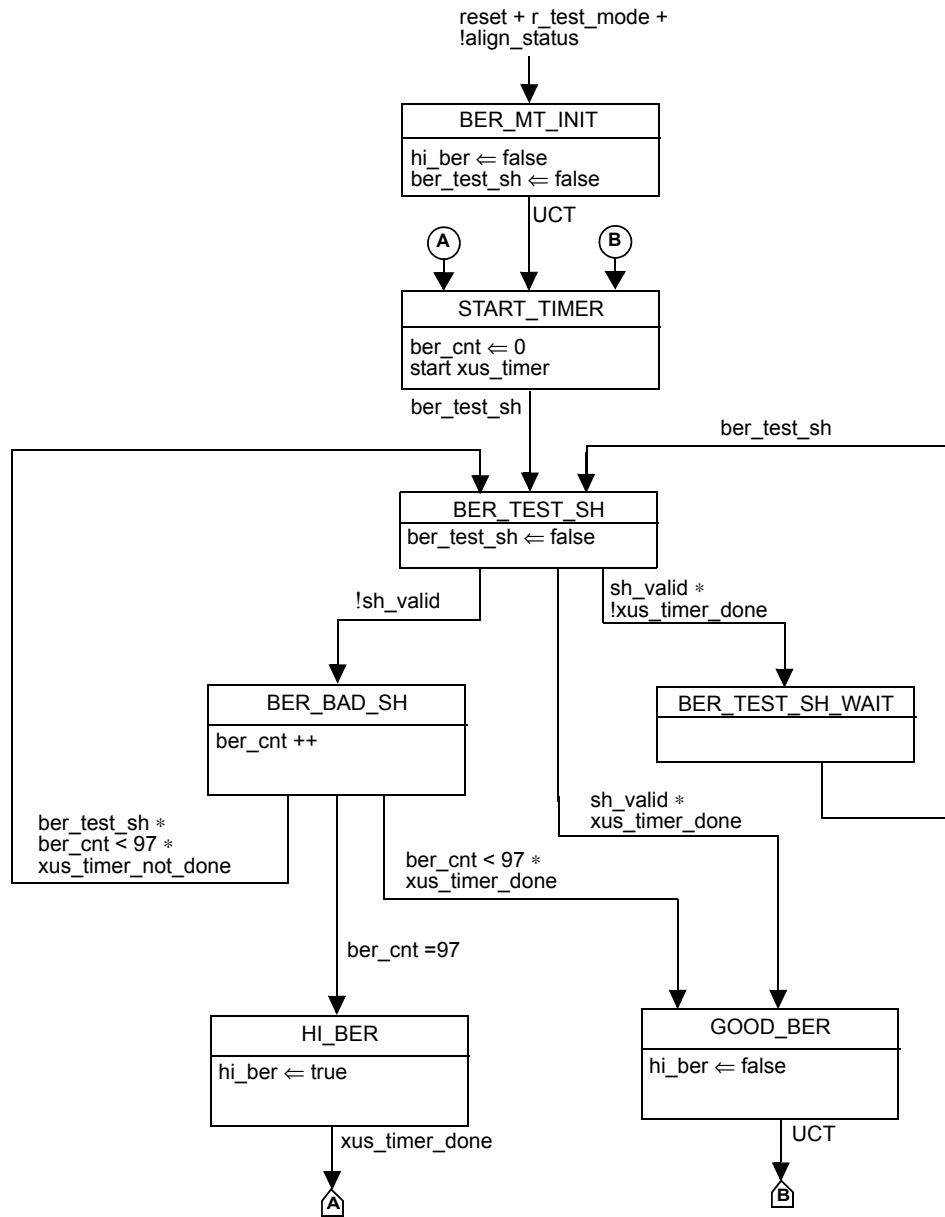 reset + r_test_mode +
!align_status
BER_MT_INIT
hi_ber ⇐ false
ber_test_sh ⇐ false
UCT
A
B
START_TIMER
ber_cnt ⇐ 0
start xus_timer
ber_test_sh
ber_test_sh
BER_TEST_SH
ber_test_sh ⇐ false
!sh_valid
sh_valid *
!xus_timer_done
BER_BAD_SH
ber_cnt ++
BER_TEST_SH_WAIT
sh_valid *
xus_timer_done
ber_test_sh *
ber_cnt < 97 *
xus_timer_not_done
ber_cnt < 97 *
xus_timer_done
ber_cnt =97
HI_BER
hi_ber ⇐ true
GOOD_BER
hi_ber ⇐ false
xus_timer_done
UCT
A
B